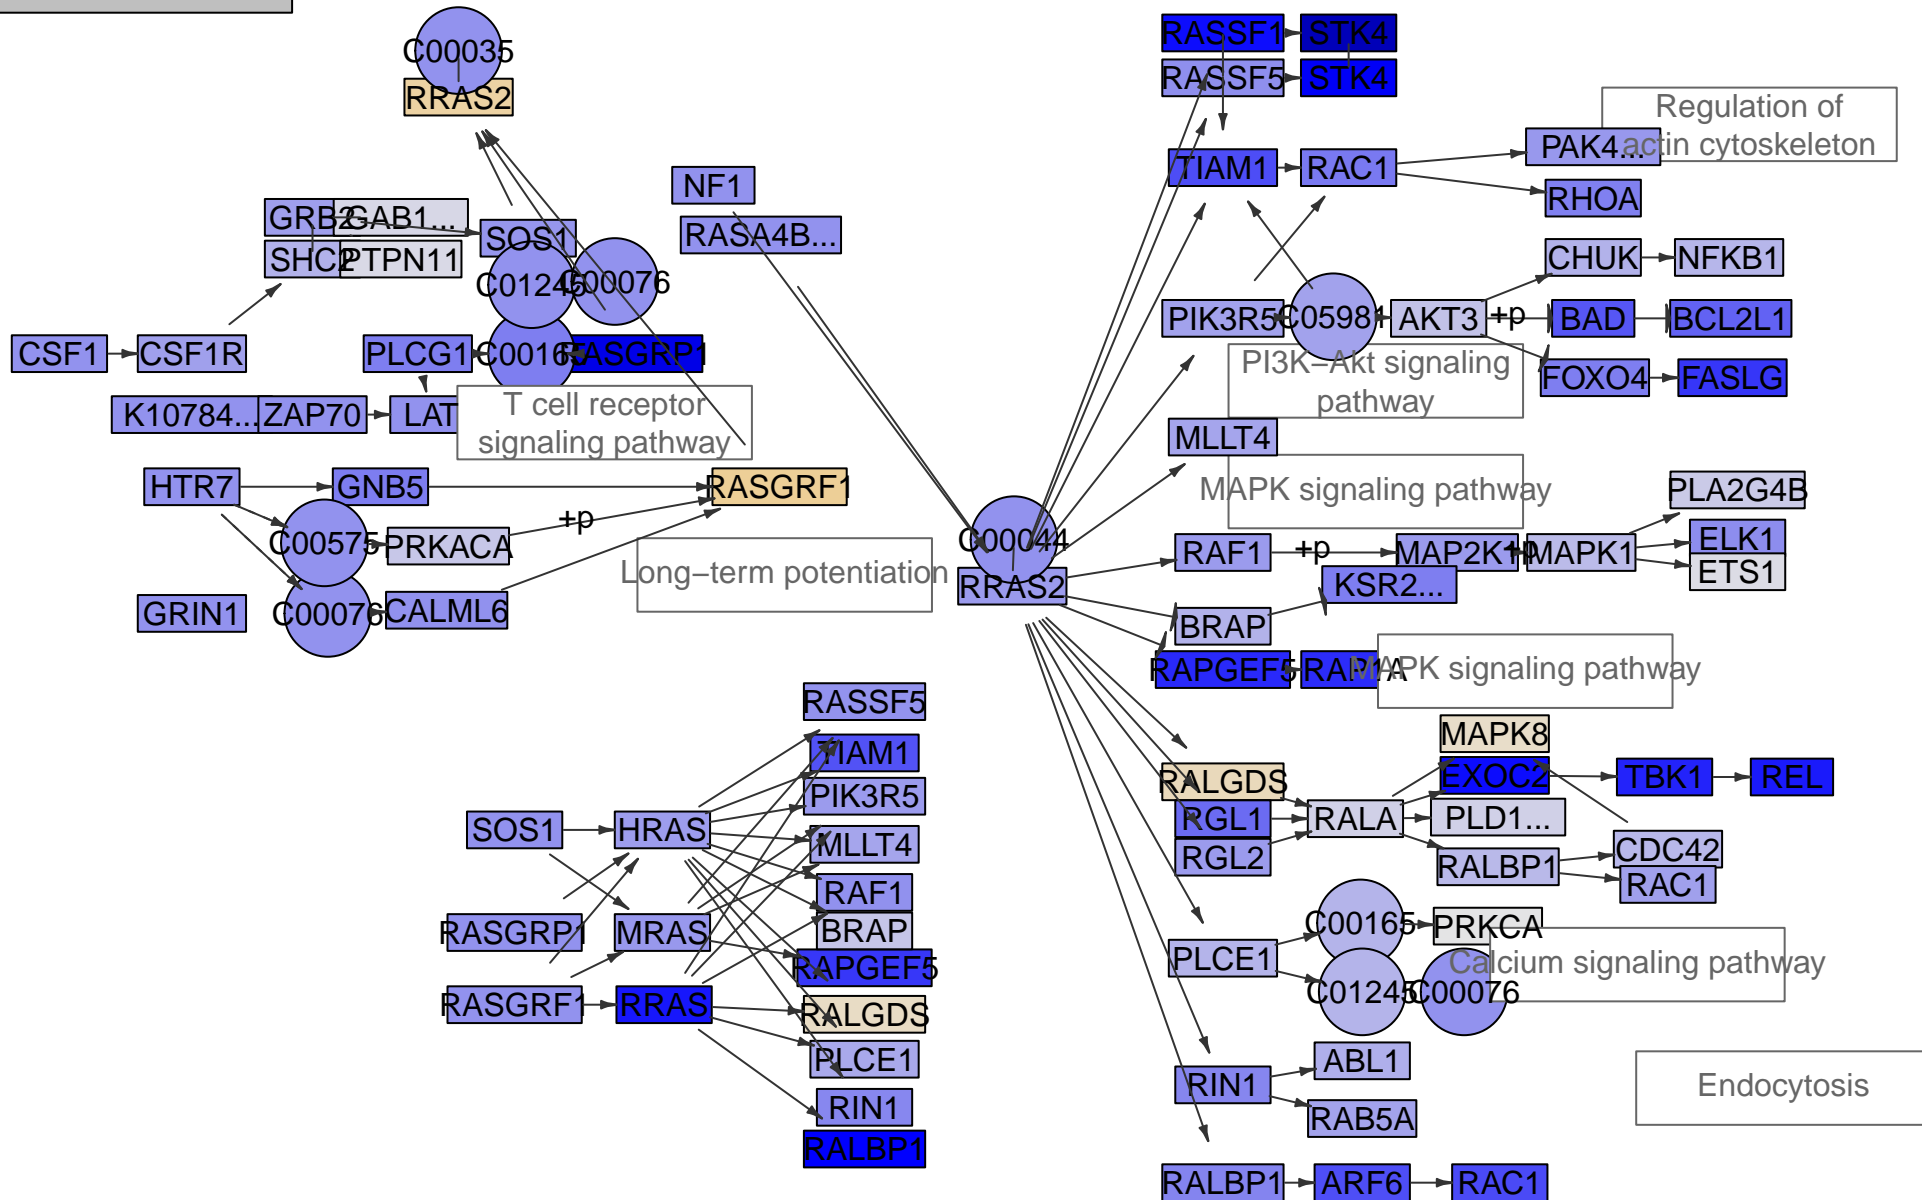 C00035
RRAS2
NF1
RASA4B...
GRB2
GAB1...
SHC2
PTPN11
SOS1
C01245
C00076
CSF1
CSF1R
PLCG1
C00165
RASGRP1
K10784...
ZAP70
LAT
T cell receptor
signaling pathway
HTR7
GNB5
RASGRF1
C00575
PRKACA
+p
GRIN1
C00076
CALML6
Long−term potentiation
C00044
RRAS2
RASSF1
STK4
RASSF5
STK4
Regulation of
actin cytoskeleton
TIAM1
RAC1
PAK4...
RHOA
CHUK
NFKB1
PIK3R5
C05981
AKT3
+p
BAD
BCL2L1
PI3K−Akt signaling
pathway
FOXO4
FASLG
MLLT4
MAPK signaling pathway
PLA2G4B
RAF1
+p
MAP2K1
+p
MAPK1
ELK1
ETS1
KSR2...
BRAP
RAPGEF5
RAP1A
MAPK signaling pathway
MAPK8
RALGDS
EXOC2
TBK1
REL
RGL1
RALA
PLD1...
RGL2
RALBP1
CDC42
RAC1
C00165
PRKCA
PLCE1
Calcium signaling pathway
C01245
C00076
ABL1
RIN1
RAB5A
Endocytosis
RALBP1
ARF6
RAC1
RASSF5
TIAM1
PIK3R5
SOS1
HRAS
MLLT4
RAF1
RASGRP1
MRAS
BRAP
RAPGEF5
RASGRF1
RRAS
RALGDS
PLCE1
RIN1
RALBP1